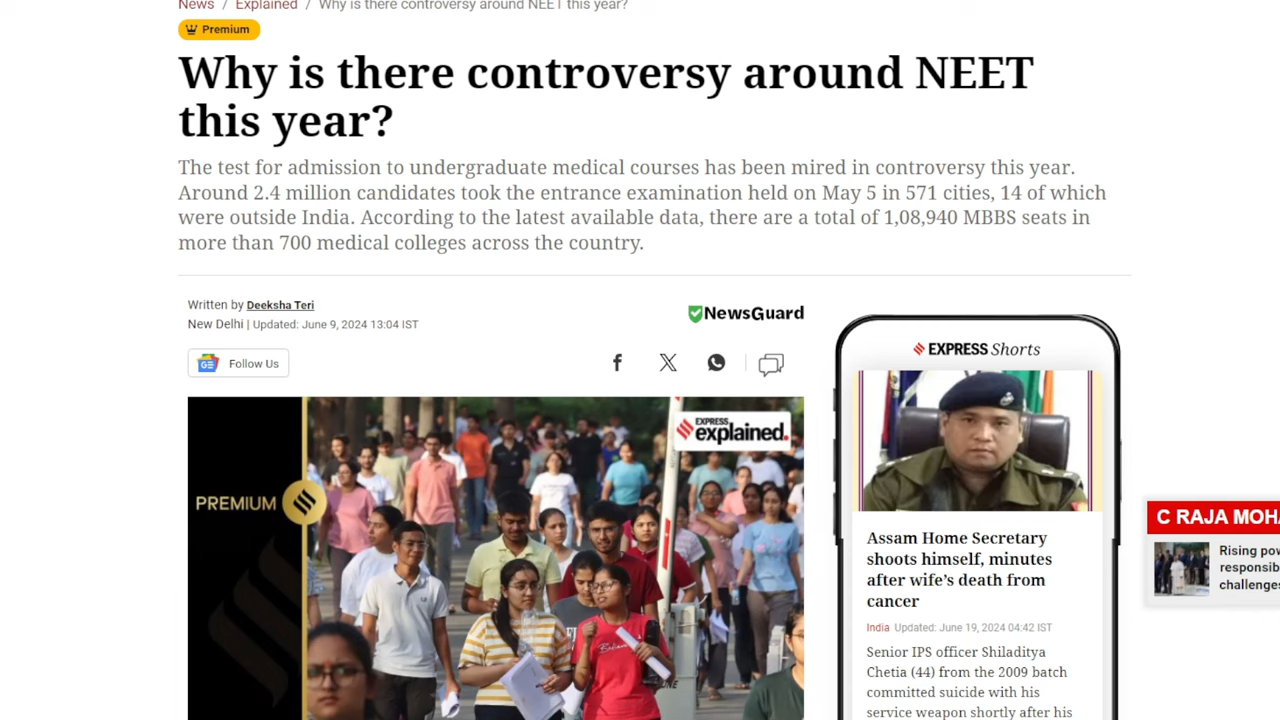 News / Explained / Why is there controversy around NEET this year?
Premium
Why is there controversy around NEET
this year?
The test for admission to undergraduate medical courses has been mired in controversy this year.
Around 2.4 million candidates took the entrance examination held on May 5 in 571 cities, 14 of which
were outside India. According to the latest available data, there are a total of 1,08,940 MBBS seats in
more than 700 medical colleges across the country.
Written by Deeksha Teri
New Delhi | Updated: June 9, 2024 13:04 IST
NewsGuard
GE Follow Us
EXPRESS
explained.
PREMIUM
EXPRESS Shorts
Assam Home Secretary
shoots himself, minutes
after wife's death from
cancer
India Updated: June 19, 2024 04:42 IST
Senior IPS officer Shiladitya
Chetia (44) from the 2009 batch
committed suicide with his
service weapon shortly after his
C RAJA MOHA
Rising pow
responsib
challenges